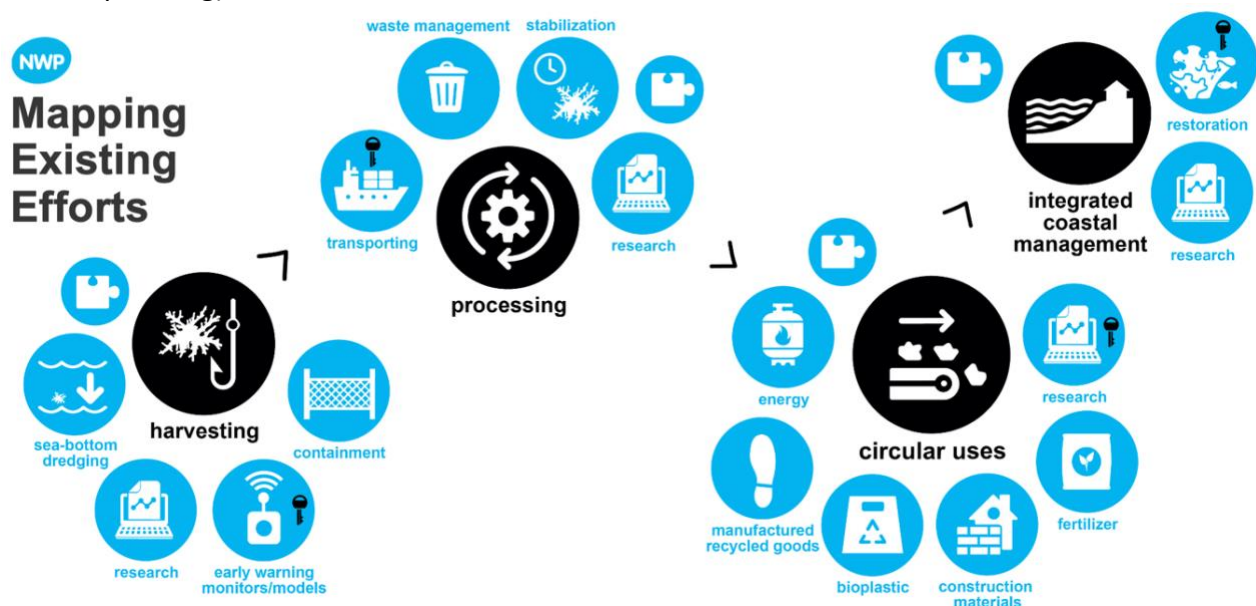 NWP
Mapping
Existing
Efforts
sea-bottom
dredging
harvesting
containment
research
early warning
monitors/models
waste management
stabilization
transporting
processing
research
energy
manufactured
recycled goods
bioplastic
construction
materials
fertilizer
research
circular uses
integrated
coastal
management
restoration
research